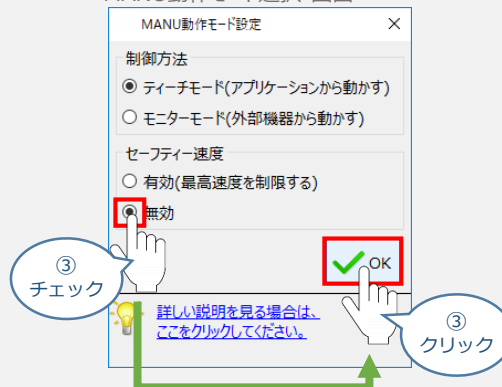 MANU動作モード設定
制御方法
ティーチモード(アプリケーションから動かす)
モニターモード(外部機器から動かす)
セーフティー速度
有効(最高速度を制限する)
無効
③
チェック
OK
詳しい説明を見る場合は、
ここをクリックしてください。
③
クリック